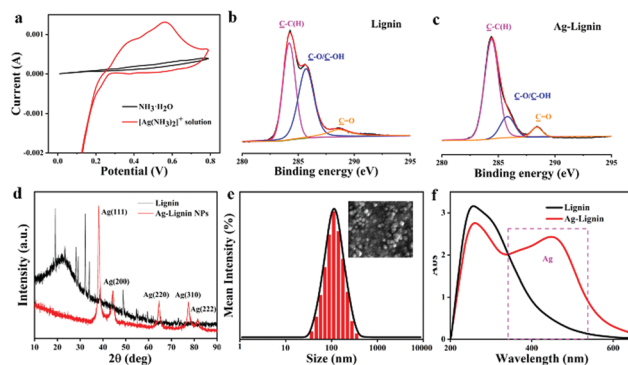 a
0.001
0.000
-0.001
-0.002
0.0
0.2
0.4
0.6
0.8
NH3·H2O
[Ag(NH3)2]+ solution
Current (A)
Potential (V)
b
Lignin
C-C(H)
C-O/C-OH
C=O
280
285
290
295
Binding energy (eV)
c
Ag-Lignin
C-C(H)
C-O/C-OH
C=O
280
285
290
295
Binding energy (eV)
d
Lignin
Ag-Lignin NPs
Ag(111)
Ag(200)
Ag(220)
Ag(310)
Ag(222)
10 20 30 40 50 60 70 80 90
Intensity (a.u.)
2θ (deg)
e
Mean Intensity (%)
1 10 100 1000 10000
Size (nm)
f
Lignin
Ag-Lignin
Ag
3
2
1
0
200
400
600
Wavelength (nm)